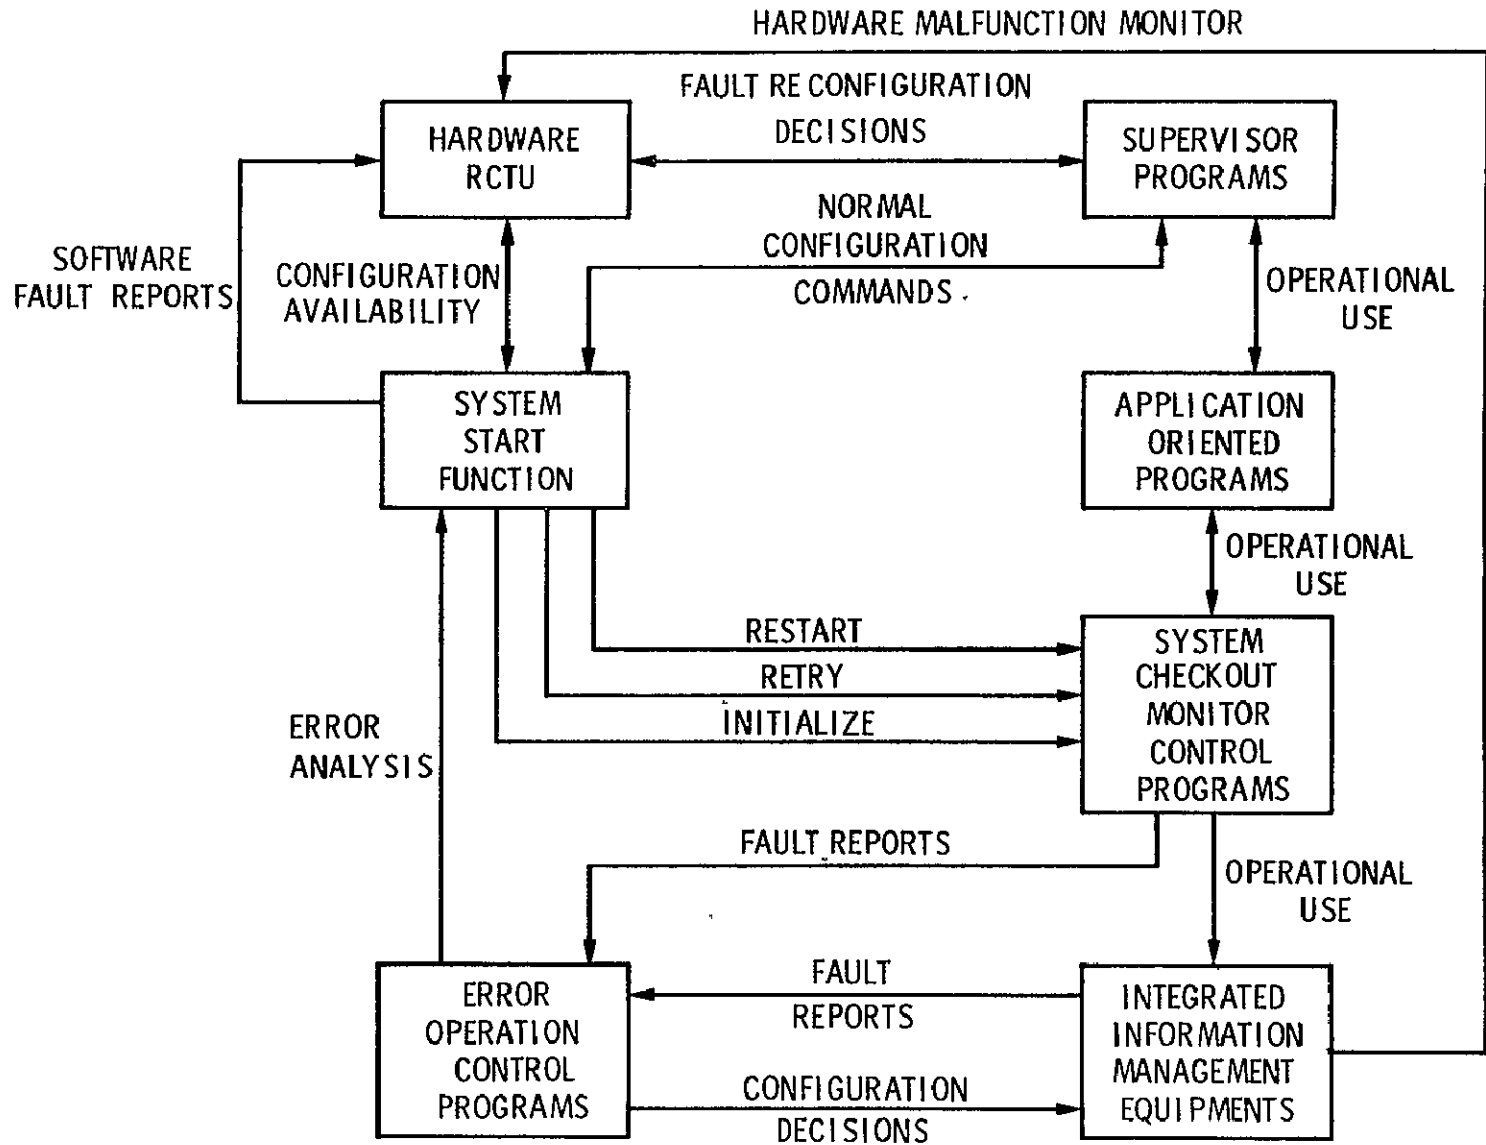 HARDWARE MALFUNCTION MONITOR
FAULT RECONFIGURATION
DECISIONS
HARDWARE
RCTU
SUPERVISOR
PROGRAMS
NORMAL
CONFIGURATION
COMMANDS
SOFTWARE
FAULT REPORTS
CONFIGURATION
AVAILABILITY
OPERATIONAL
USE
SYSTEM
START
FUNCTION
APPLICATION
ORIENTED
PROGRAMS
OPERATIONAL
USE
RESTART
RETRY
INITIALIZE
SYSTEM
CHECKOUT
MONITOR
CONTROL
PROGRAMS
ERROR
ANALYSIS
FAULT REPORTS
OPERATIONAL
USE
ERROR
OPERATION
CONTROL
PROGRAMS
FAULT
REPORTS
CONFIGURATION
DECISIONS
INTEGRATED
INFORMATION
MANAGEMENT
EQUIPMENTS